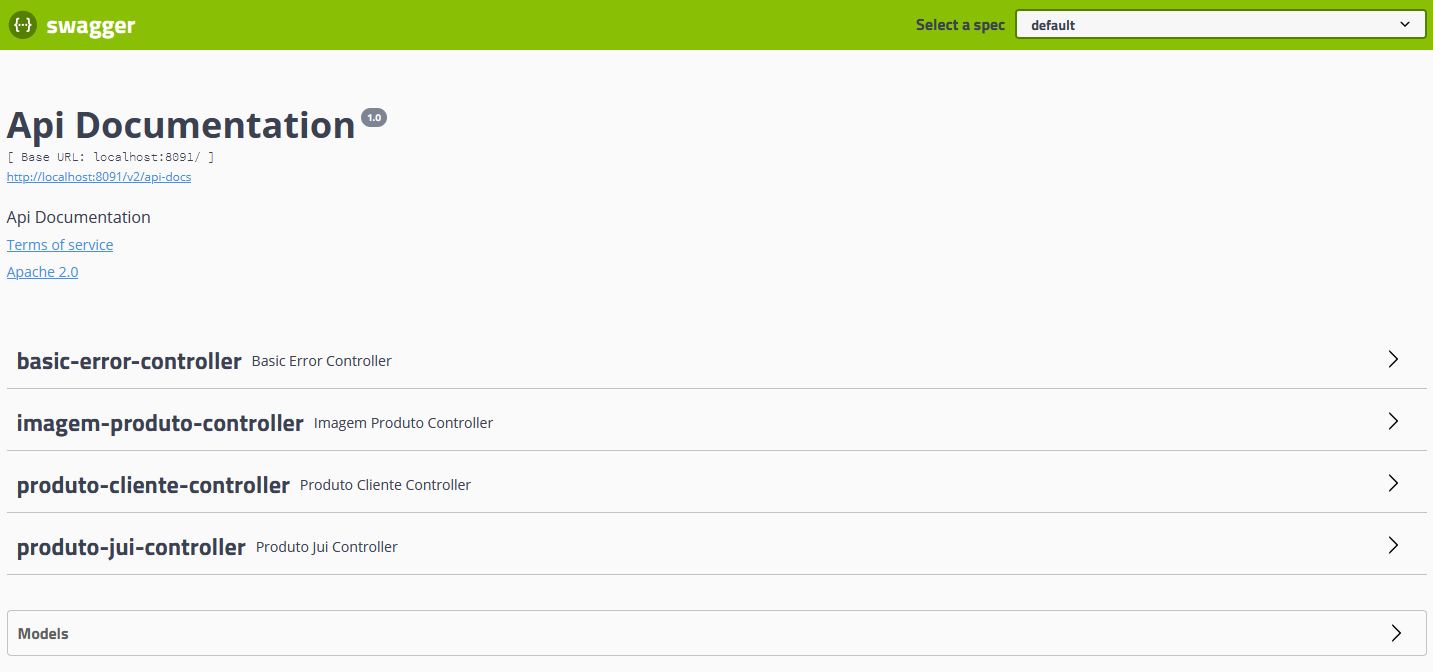 {···} swagger Select a spec default
Api Documentation 1.0
[ Base URL: localhost:8091/ ]
http://localhost:8091/v2/api-docs
Api Documentation
Terms of service
Apache 2.0
basic-error-controller Basic Error Controller
imagem-produto-controller Imagem Produto Controller
produto-cliente-controller Produto Cliente Controller
produto-jui-controller Produto Jui Controller
Models